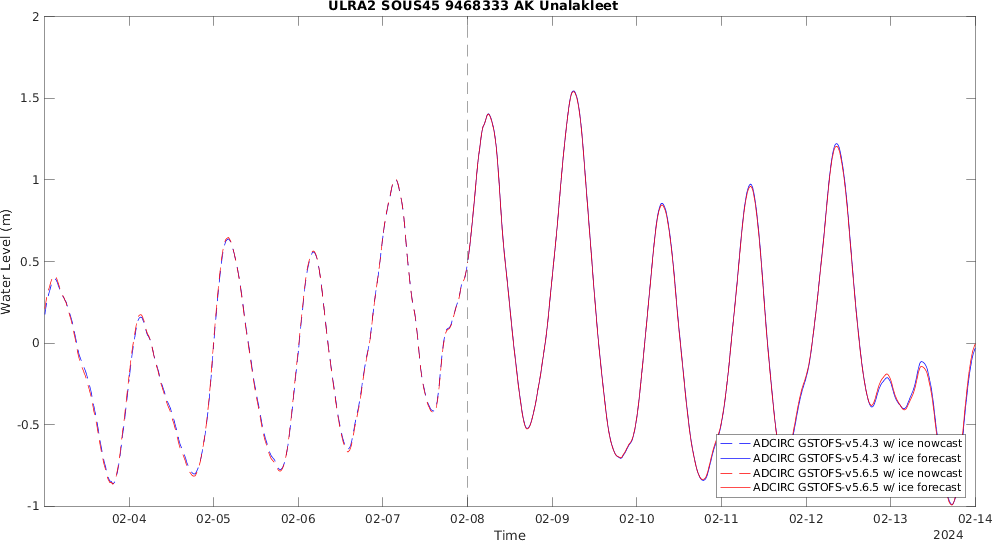 ULRA2 SOUS45 9468333 AK Unalakleet
2
1.5
1
0.5
0
-0.5
-1
Water Level (m)
02-04 02-05 02-06 02-07 02-08 02-09 02-10 02-11 02-12 02-13 02-14
Time
2024
ADCIRC GSTOFS-v5.4.3 w/ ice nowcast
ADCIRC GSTOFS-v5.4.3 w/ ice forecast
ADCIRC GSTOFS-v5.6.5 w/ ice nowcast
ADCIRC GSTOFS-v5.6.5 w/ ice forecast